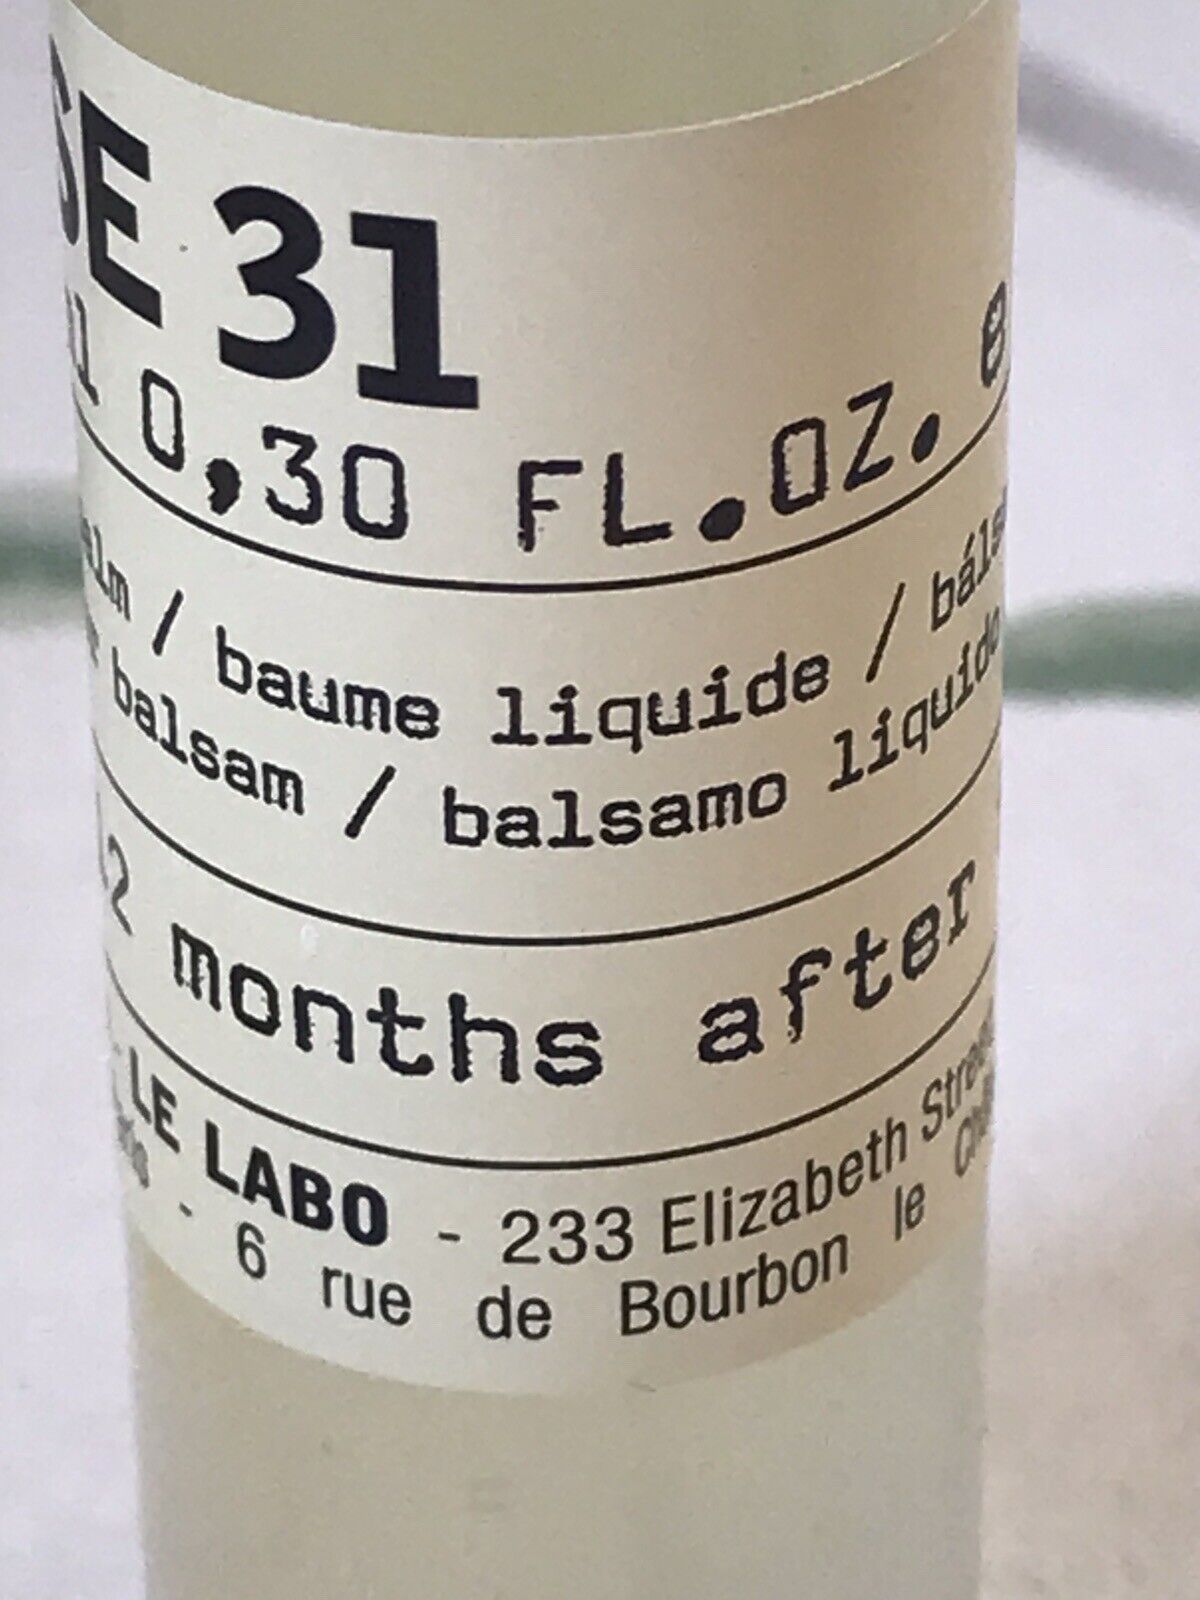 SE 31
0,30 FL.OZ. e
/ baume liquide /
balsam / balsamo liquido
months after
LE LABO - 233 Elizabeth Street
- 6 rue de Bourbon le